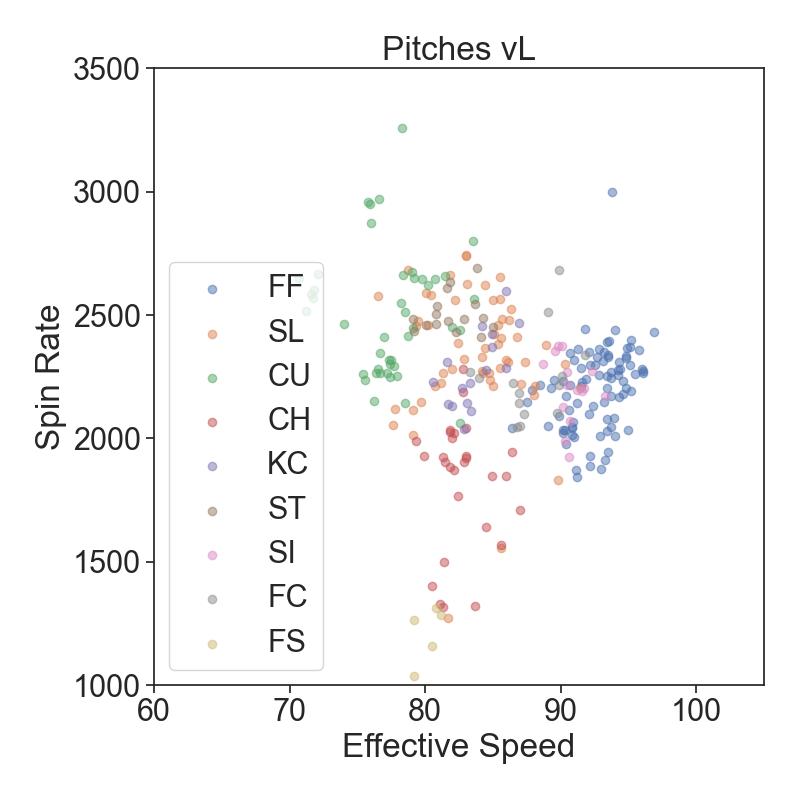 Pitches vL
3500
3000
2500
2000
1500
1000
Spin Rate
FF
SL
CU
CH
KC
ST
SI
FC
FS
60 70 80 90 100
Effective Speed